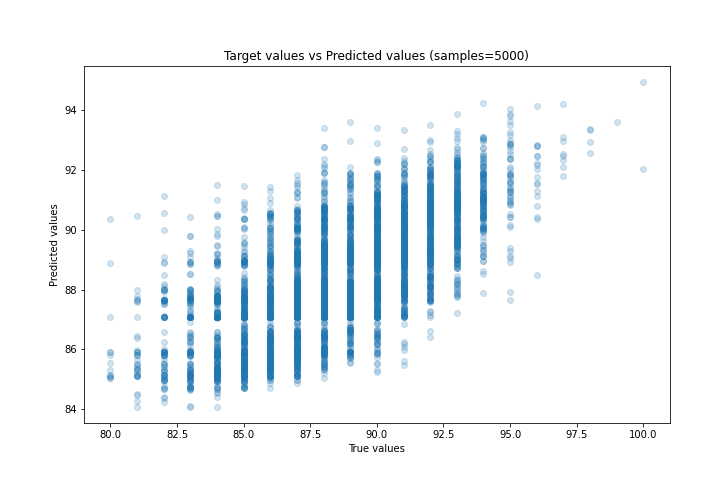 Target values vs Predicted values (samples=5000)
Predicted values
94
92
90
88
86
84
80.0 82.5 85.0 87.5 90.0 92.5 95.0 97.5 100.0
True values